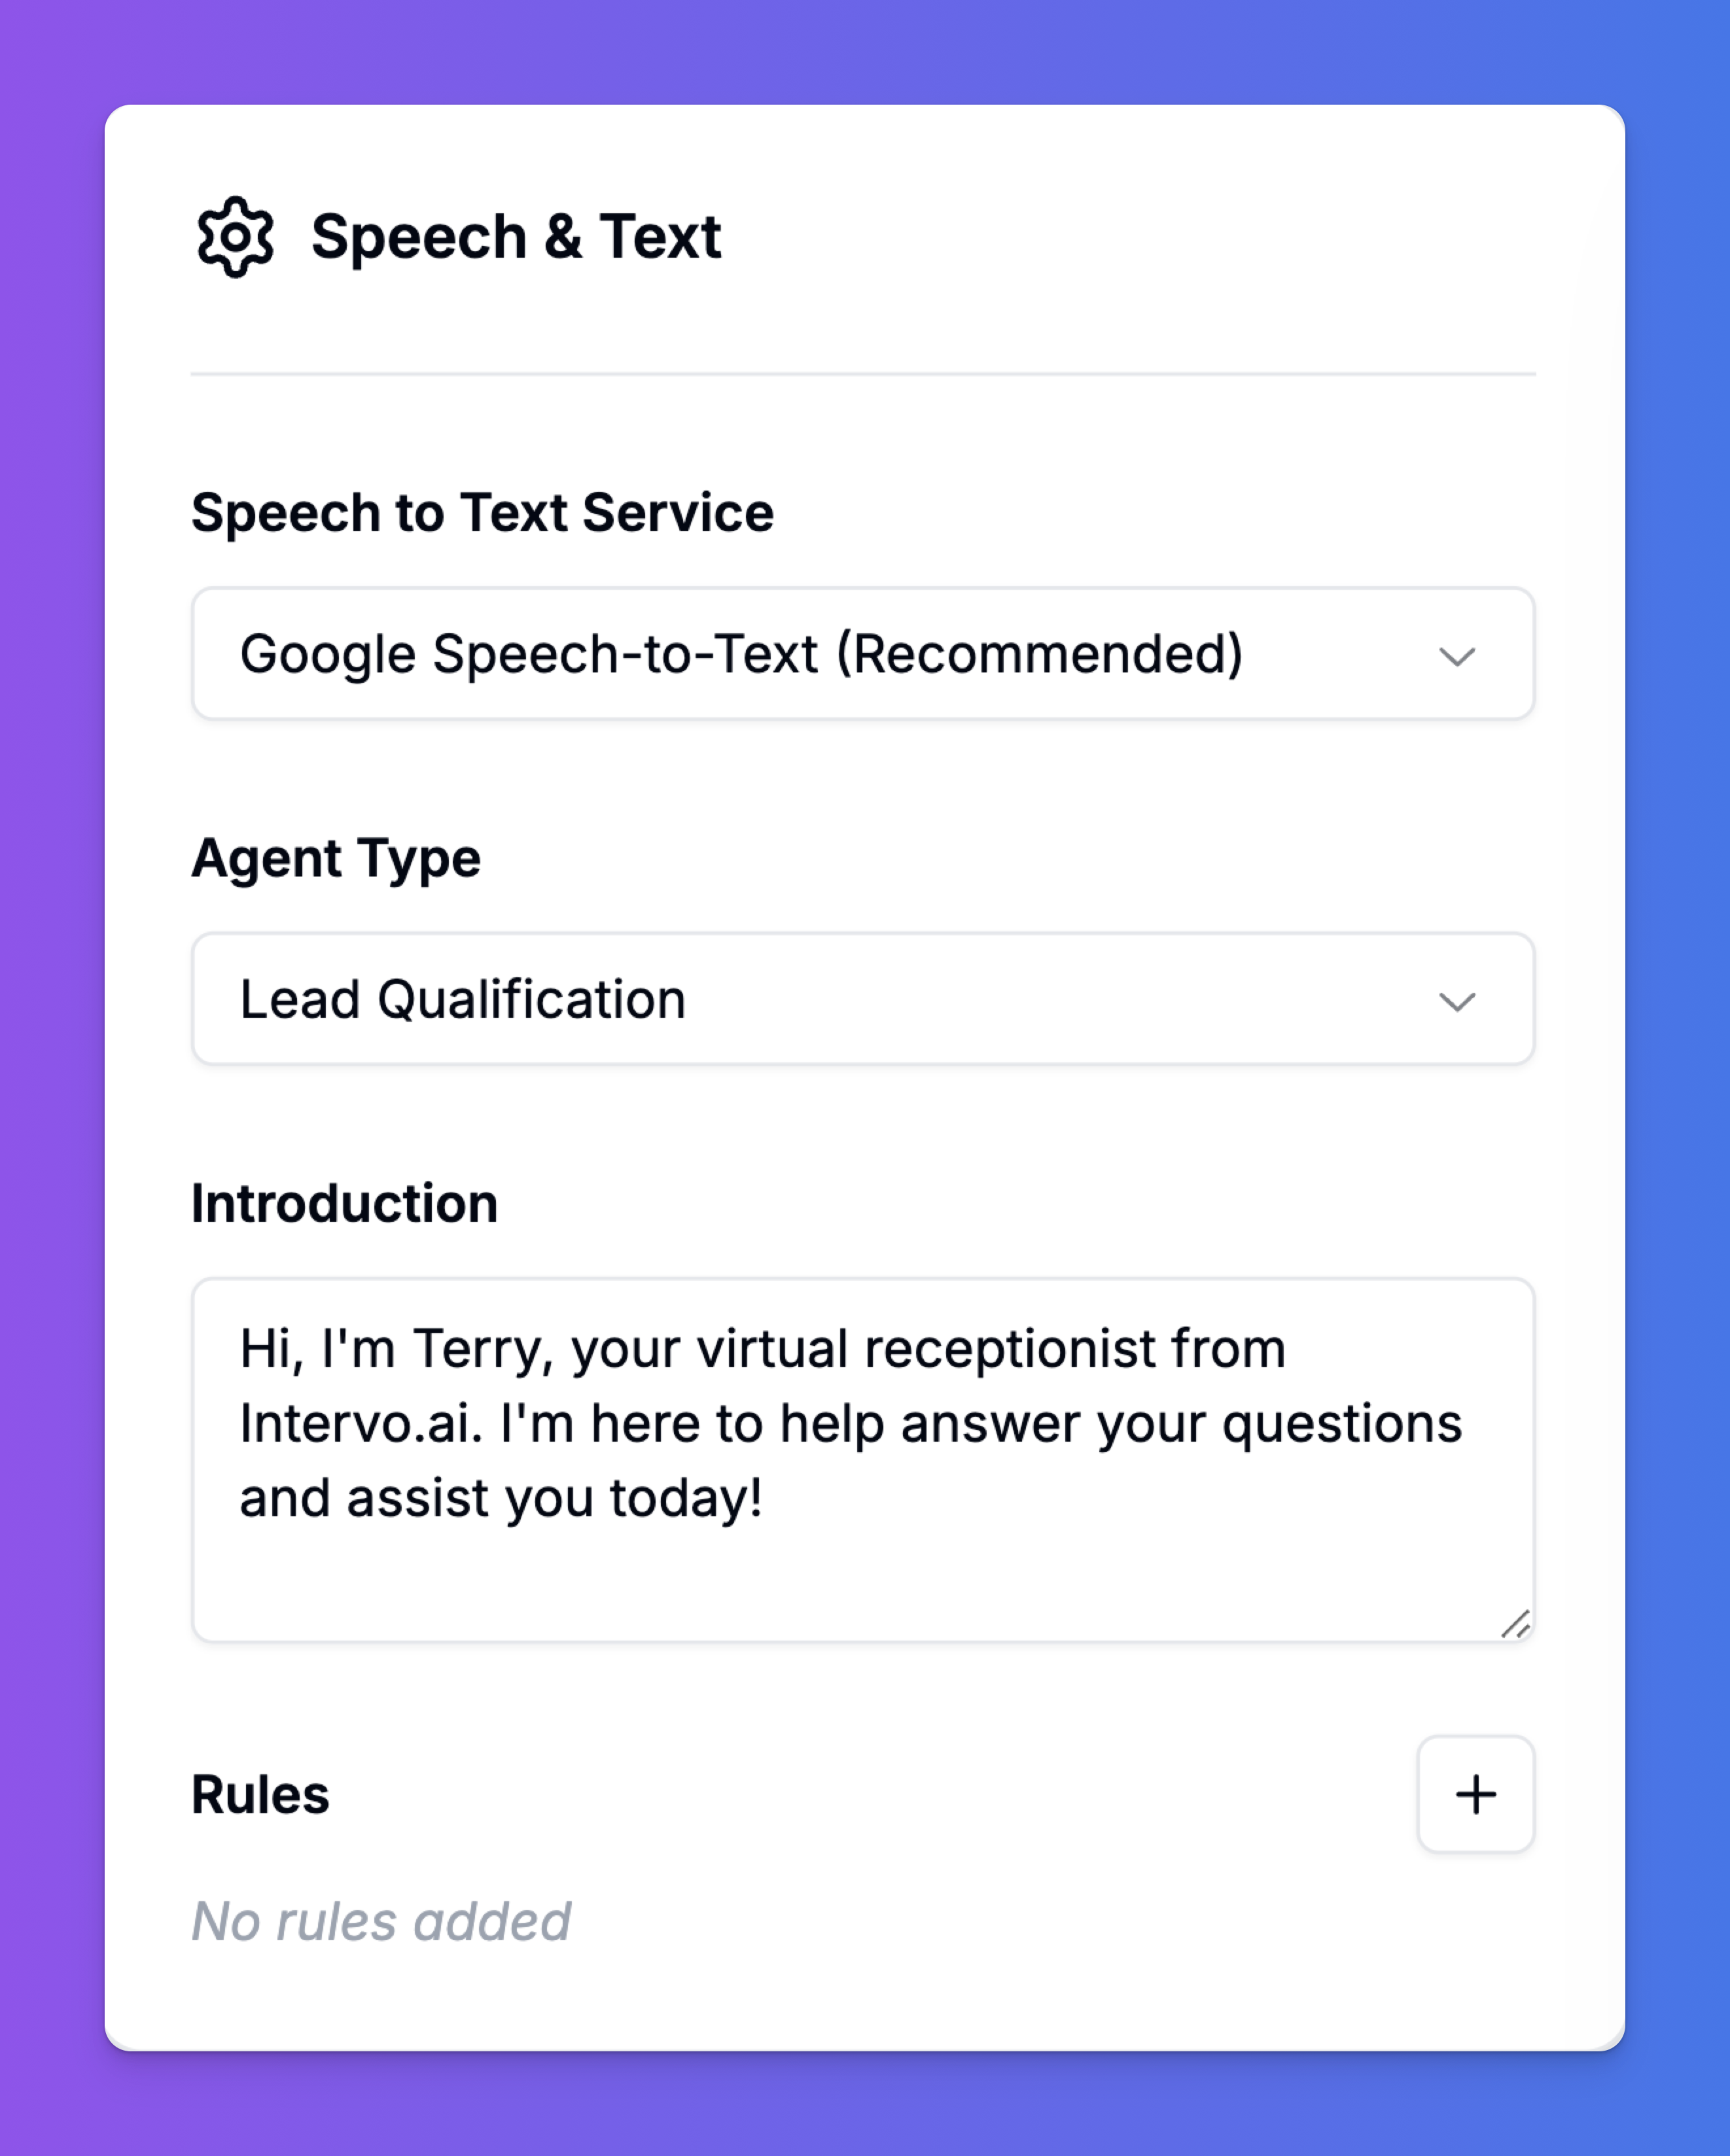 Speech & Text
Speech to Text Service
Google Speech-to-Text (Recommended)
Agent Type
Lead Qualification
Introduction
Hi, I'm Terry, your virtual receptionist from
Intervo.ai. I'm here to help answer your questions
and assist you today!
Rules
No rules added